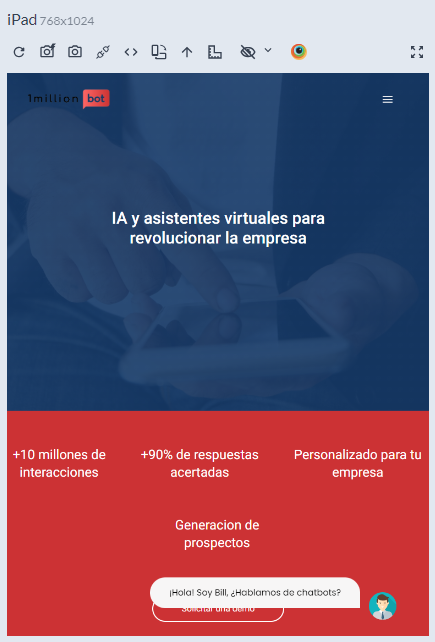 iPad 768x1024
1million bot
IA y asistentes virtuales para
revolucionar la empresa
+10 millones de
interacciones
+90% de respuestas
acertadas
Personalizado para tu
empresa
Generacion de
prospectos
¡Hola! Soy Bill, ¿Hablamos de chatbots?
Solicitar una demo